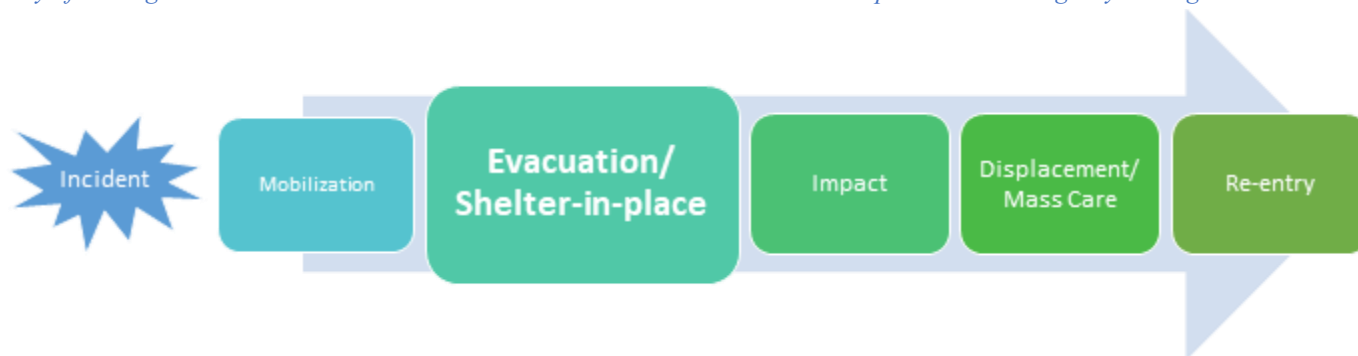 Incident
Mobilization
Evacuation/
Shelter-in-place
Impact
Displacement/
Mass Care
Re-entry